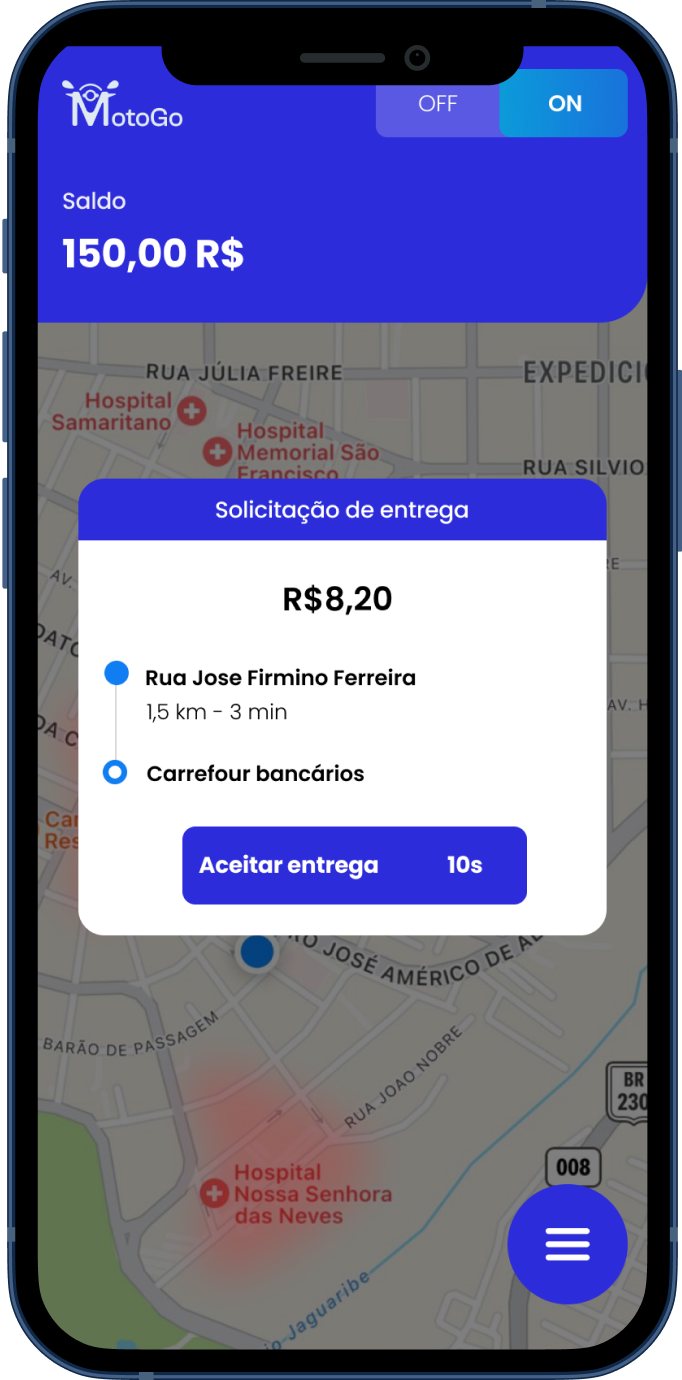 MotoGo
OFF
ON
Saldo
150,00 R$
RUA JÚLIA FREIRE
Hospital
Samaritano
Hospital
Memorial São
Francisco
RUA SILVIO
Solicitação de entrega
R$8,20
AV.
AV.
Rua Jose Firmino Ferreira
1,5 km - 3 min
Carrefour bancários
Aceitar entrega 10s
JOSÉ AMÉRICO DE
BARÃO DE PASSAGEM
RUA JOAO NOBRE
BR
230
008
Hospital
Nossa Senhora
das Neves
Jaguaribe